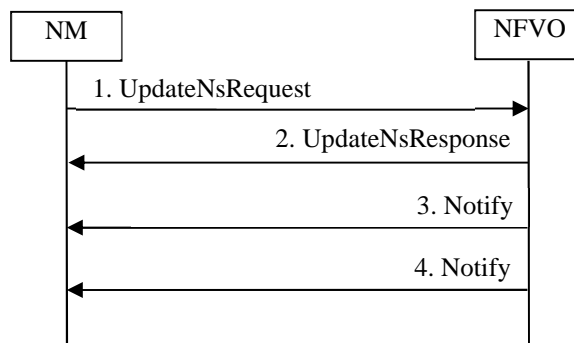 NM
NFVO
1. UpdateNsRequest
2. UpdateNsResponse
3. Notify
4. Notify